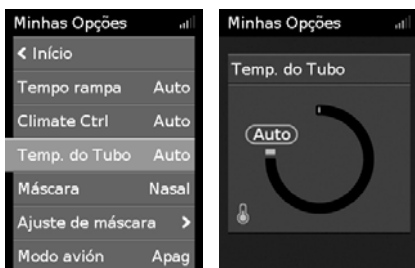 Minhas Opções
< Início
Tempo rampa Auto
Climate Ctrl Auto
Temp. do Tubo Auto
Máscara Nasal
Ajuste de máscara >
Modo avión Apag
Minhas Opções
Temp. do Tubo
Auto